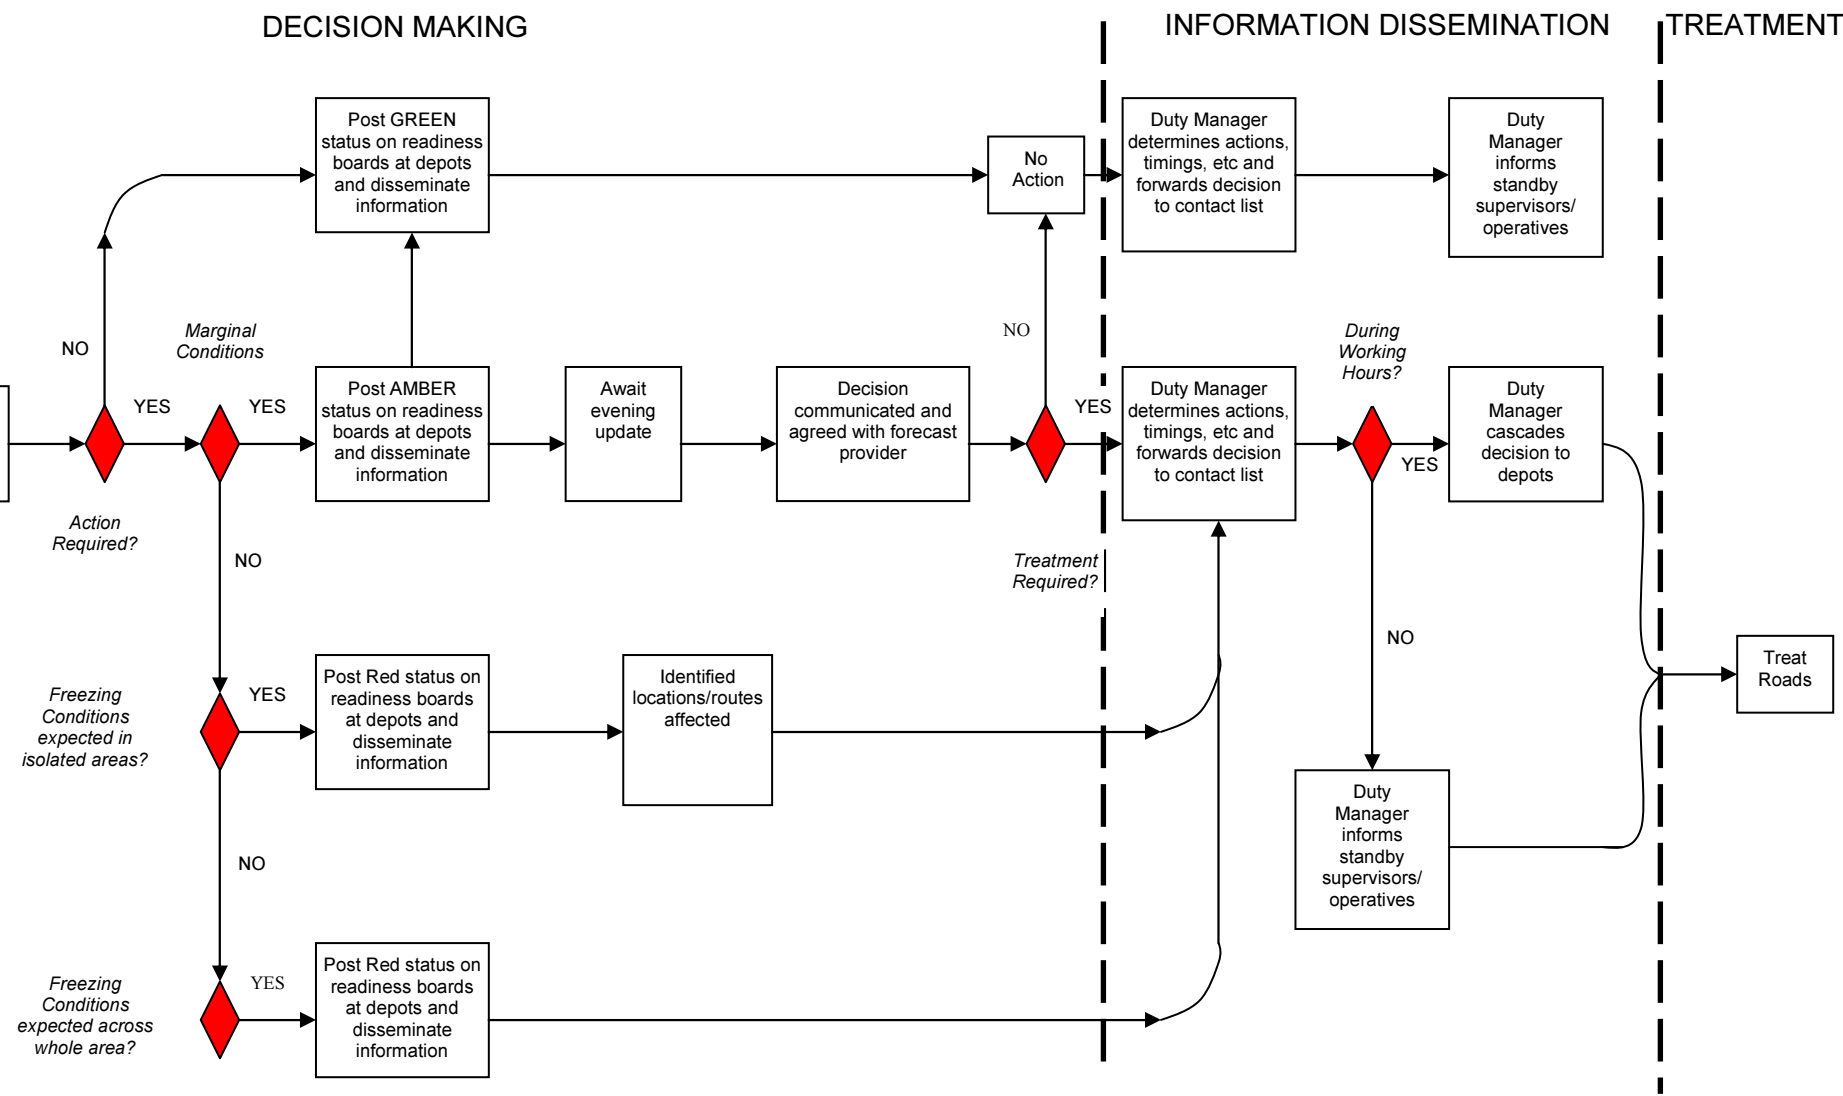 DECISION MAKING
INFORMATION DISSEMINATION
TREATMENT
Post GREEN
status on readiness
boards at depots
and disseminate
information
No
Action
Duty Manager
determines actions,
timings, etc and
forwards decision
to contact list
Duty
Manager
informs
standby
supervisors/
operatives
NO
Marginal
Conditions
NO
During
Working
Hours?
YES
YES
Post AMBER
status on readiness
boards at depots
and disseminate
information
Await
evening
update
Decision
communicated and
agreed with forecast
provider
YES
Duty Manager
determines actions,
timings, etc and
forwards decision
to contact list
YES
Duty
Manager
cascades
decision to
depots
Action
Required?
NO
Treatment
Required?
NO
Freezing
Conditions
expected in
isolated areas?
YES
Post Red status on
readiness boards
at depots and
disseminate
information
Identified
locations/routes
affected
Treat
Roads
NO
Duty
Manager
informs
standby
supervisors/
operatives
Freezing
Conditions
expected across
whole area?
YES
Post Red status on
readiness boards
at depots and
disseminate
information